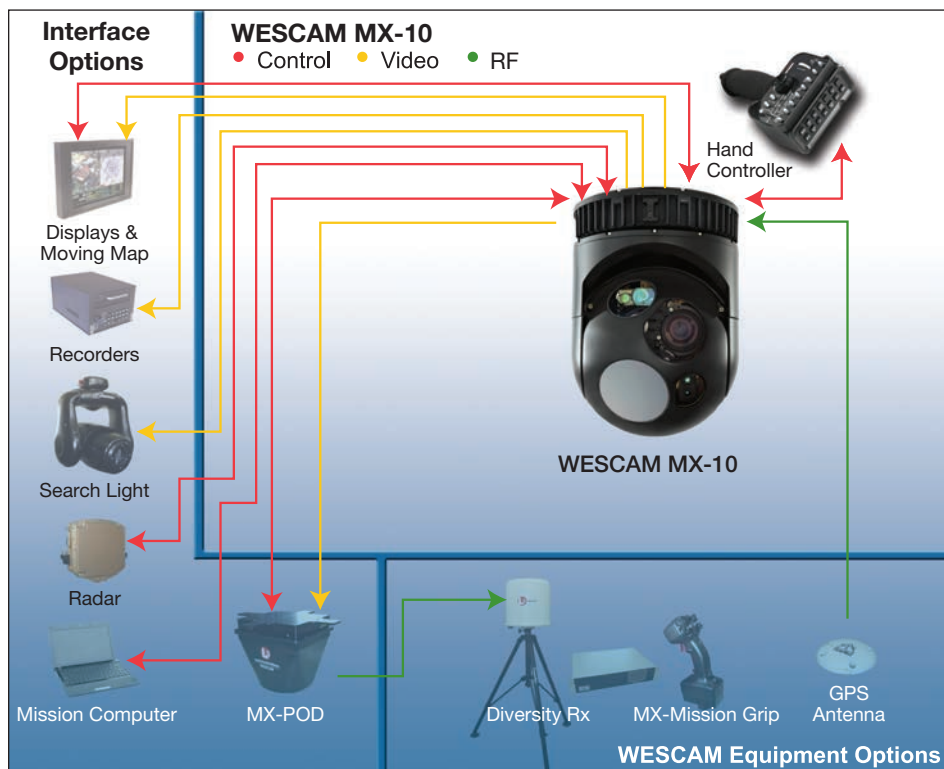 Interface
Options
WESCAM MX-10
Control
Video
RF
Hand
Controller
Displays &
Moving Map
Recorders
Search Light
Radar
Mission Computer
WESCAM MX-10
MX-POD
Diversity Rx
MX-Mission Grip
GPS
Antenna
WESCAM Equipment Options